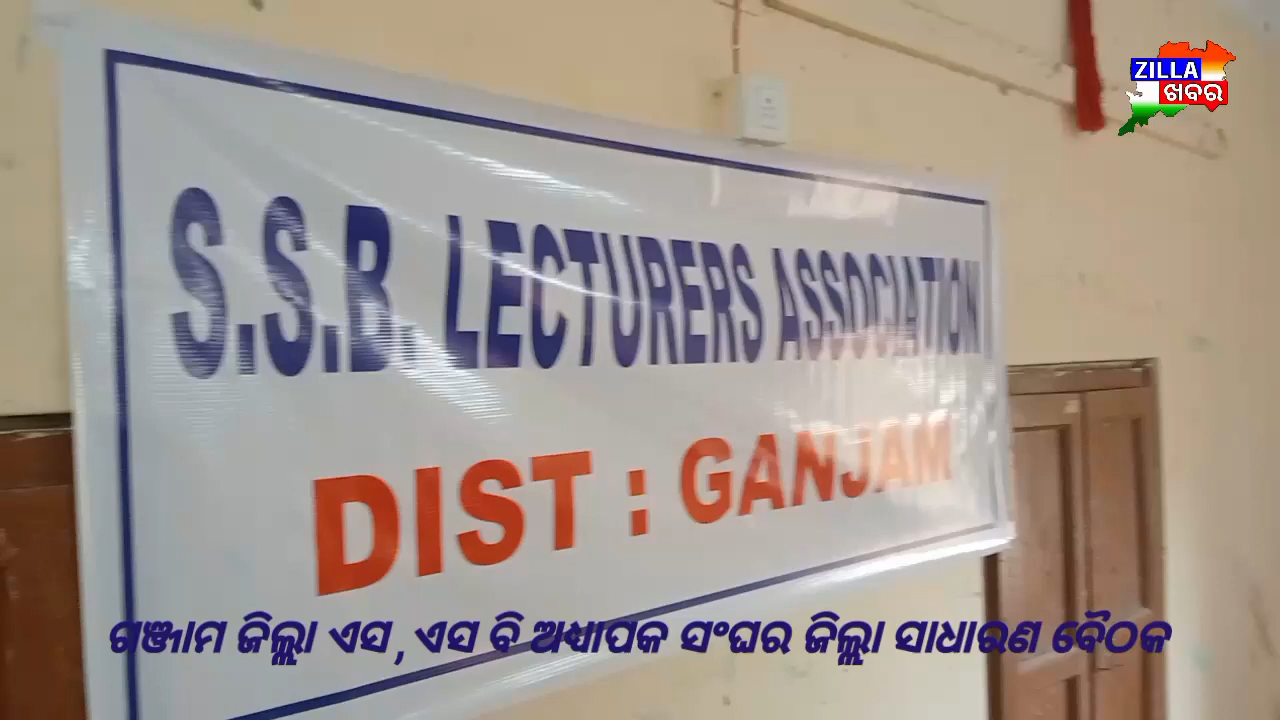 ZILLA
ଖବର
S.S.B. LECTURERS ASSOCIATION
DIST : GANJAM
ଗଞ୍ଜାମ ଜିଲ୍ଲା ଏସ,ଏସ ବି ଅଧ୍ୟାପକ ସଂଘର ଜିଲ୍ଲା ସାଧାରଣ ବୈଠକ